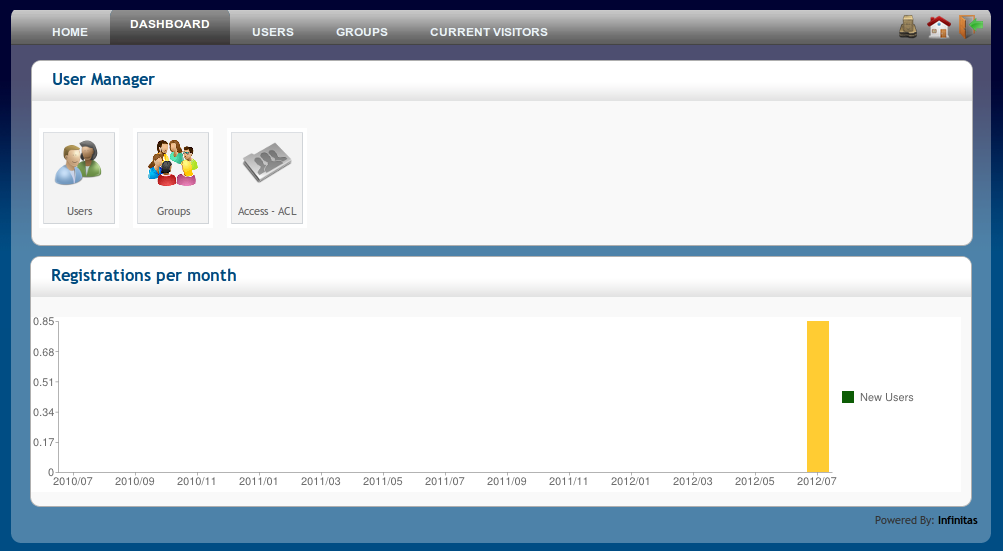 HOME DASHBOARD USERS GROUPS CURRENT VISITORS
User Manager
Users Groups Access - ACL
Registrations per month
0.85
0.68
0.51
0.34
0.17
0
New Users
2010/07 2010/09 2010/11 2011/01 2011/03 2011/05 2011/07 2011/09 2011/11 2012/01 2012/03 2012/05 2012/07
Powered By: Infinitas